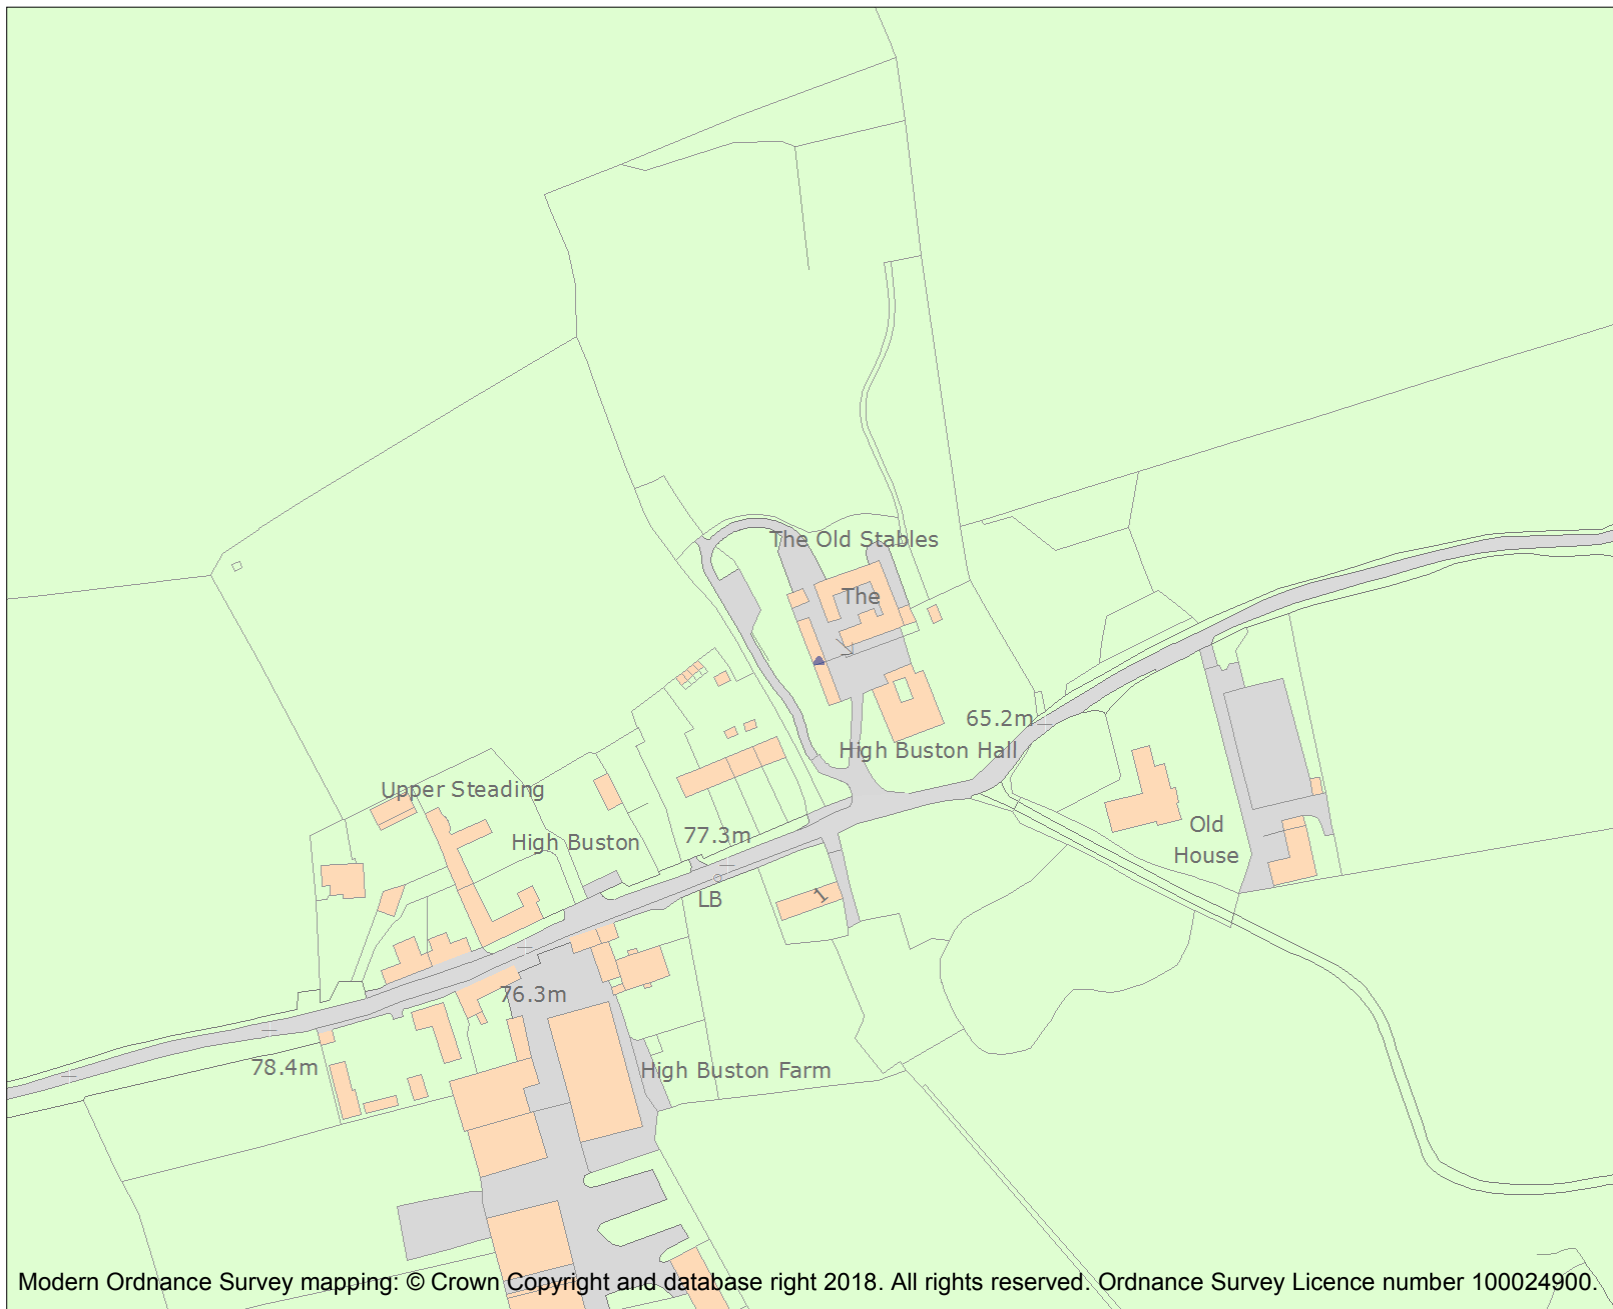 The Old Stables
The
65.2m
High Buston Hall
Upper Steading
High Buston
77.3m
Old
House
LB
1
76.3m
78.4m
High Buston Farm
Modern Ordnance Survey mapping: © Crown Copyright and database right 2018. All rights reserved. Ordnance Survey Licence number 100024900.